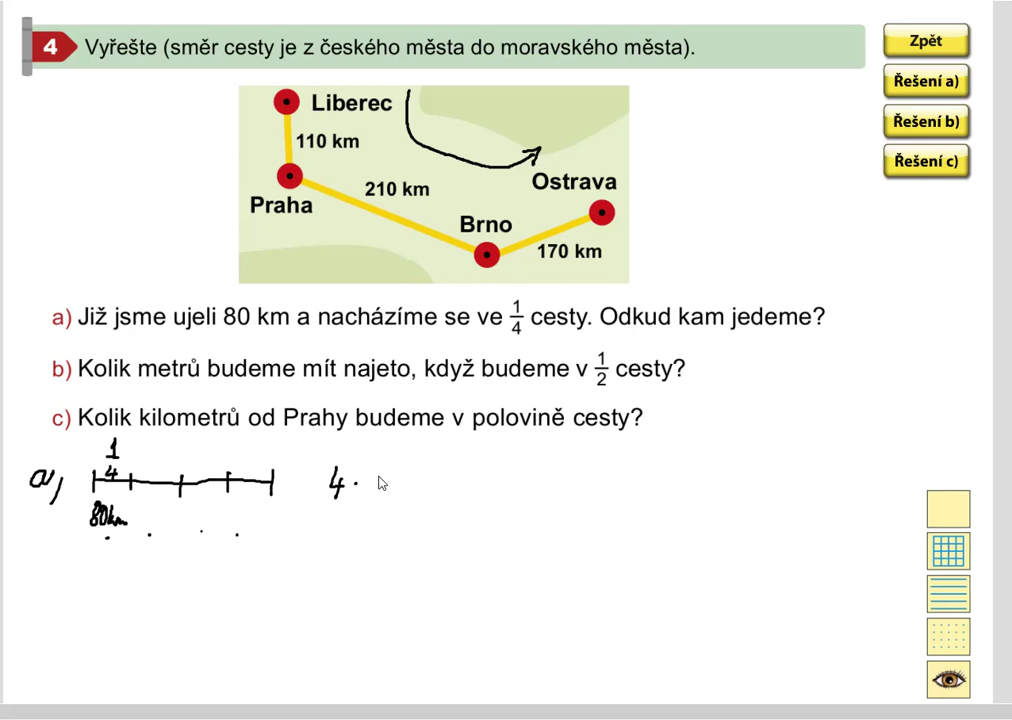 4 Vyřešte (směr cesty je z českého města do moravského města).
Zpět
Řešení a)
Řešení b)
Řešení c)
Liberec
110 km
Praha
210 km
Ostrava
Brno
170 km
a) Již jsme ujeli 80 km a nacházíme se ve 1/4 cesty. Odkud kam jedeme?
b) Kolik metrů budeme mít najeto, když budeme v 1/2 cesty?
c) Kolik kilometrů od Prahy budeme v polovině cesty?
a) 1/4 4 ·
80km